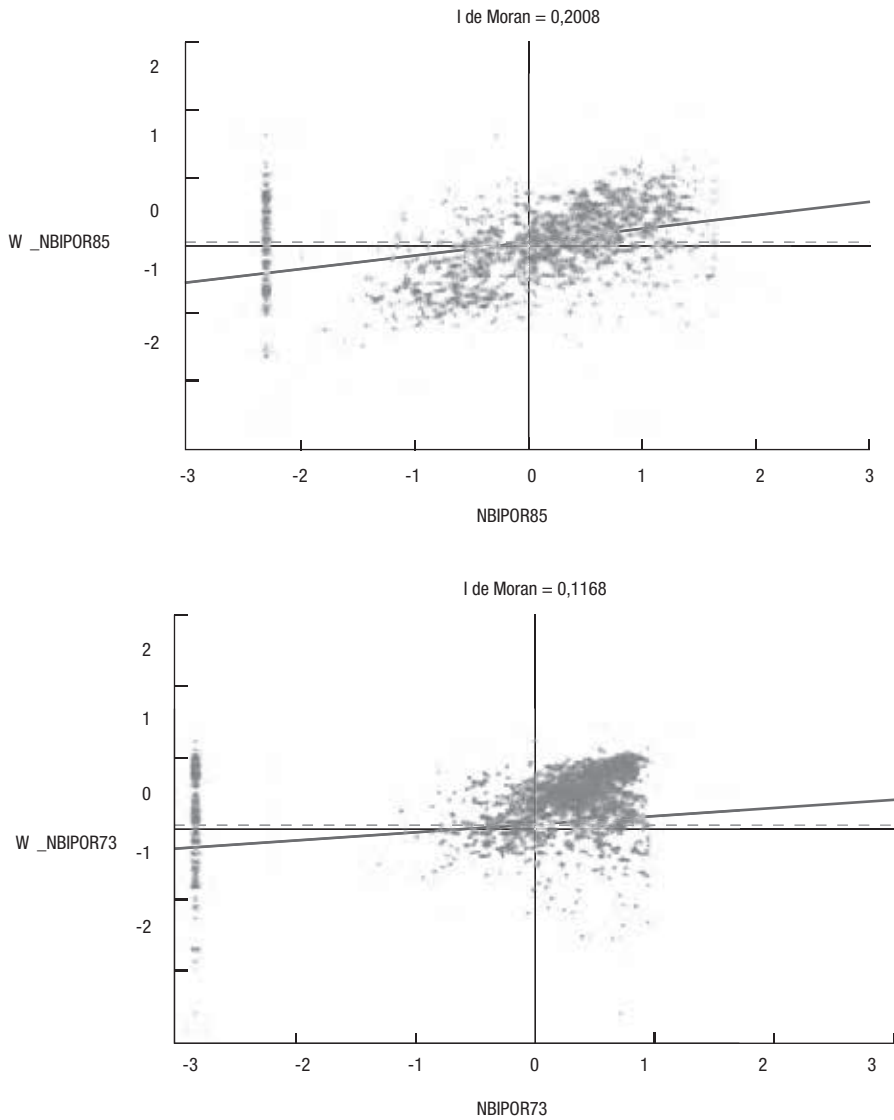 I de Moran = 0,2008
2
1
0
W _NBIPOR85
-1
-2
-3 -2 -1 0 1 2 3
NBIPOR85
I de Moran = 0,1168
2
1
0
W _NBIPOR73
-1
-2
-3 -2 -1 0 1 2 3
NBIPOR73